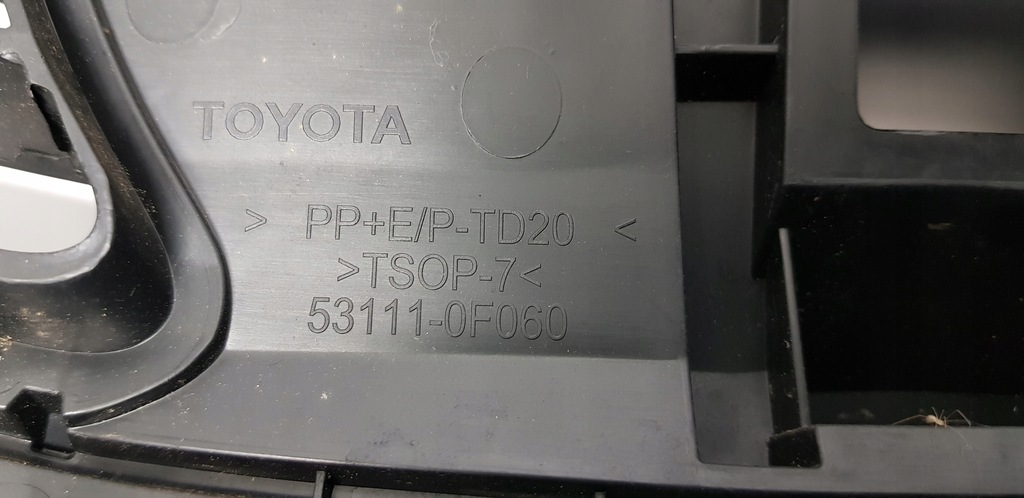 TOYOTA
> PP+E/P-TD20 <
>TSOP-7<
53111-0F060